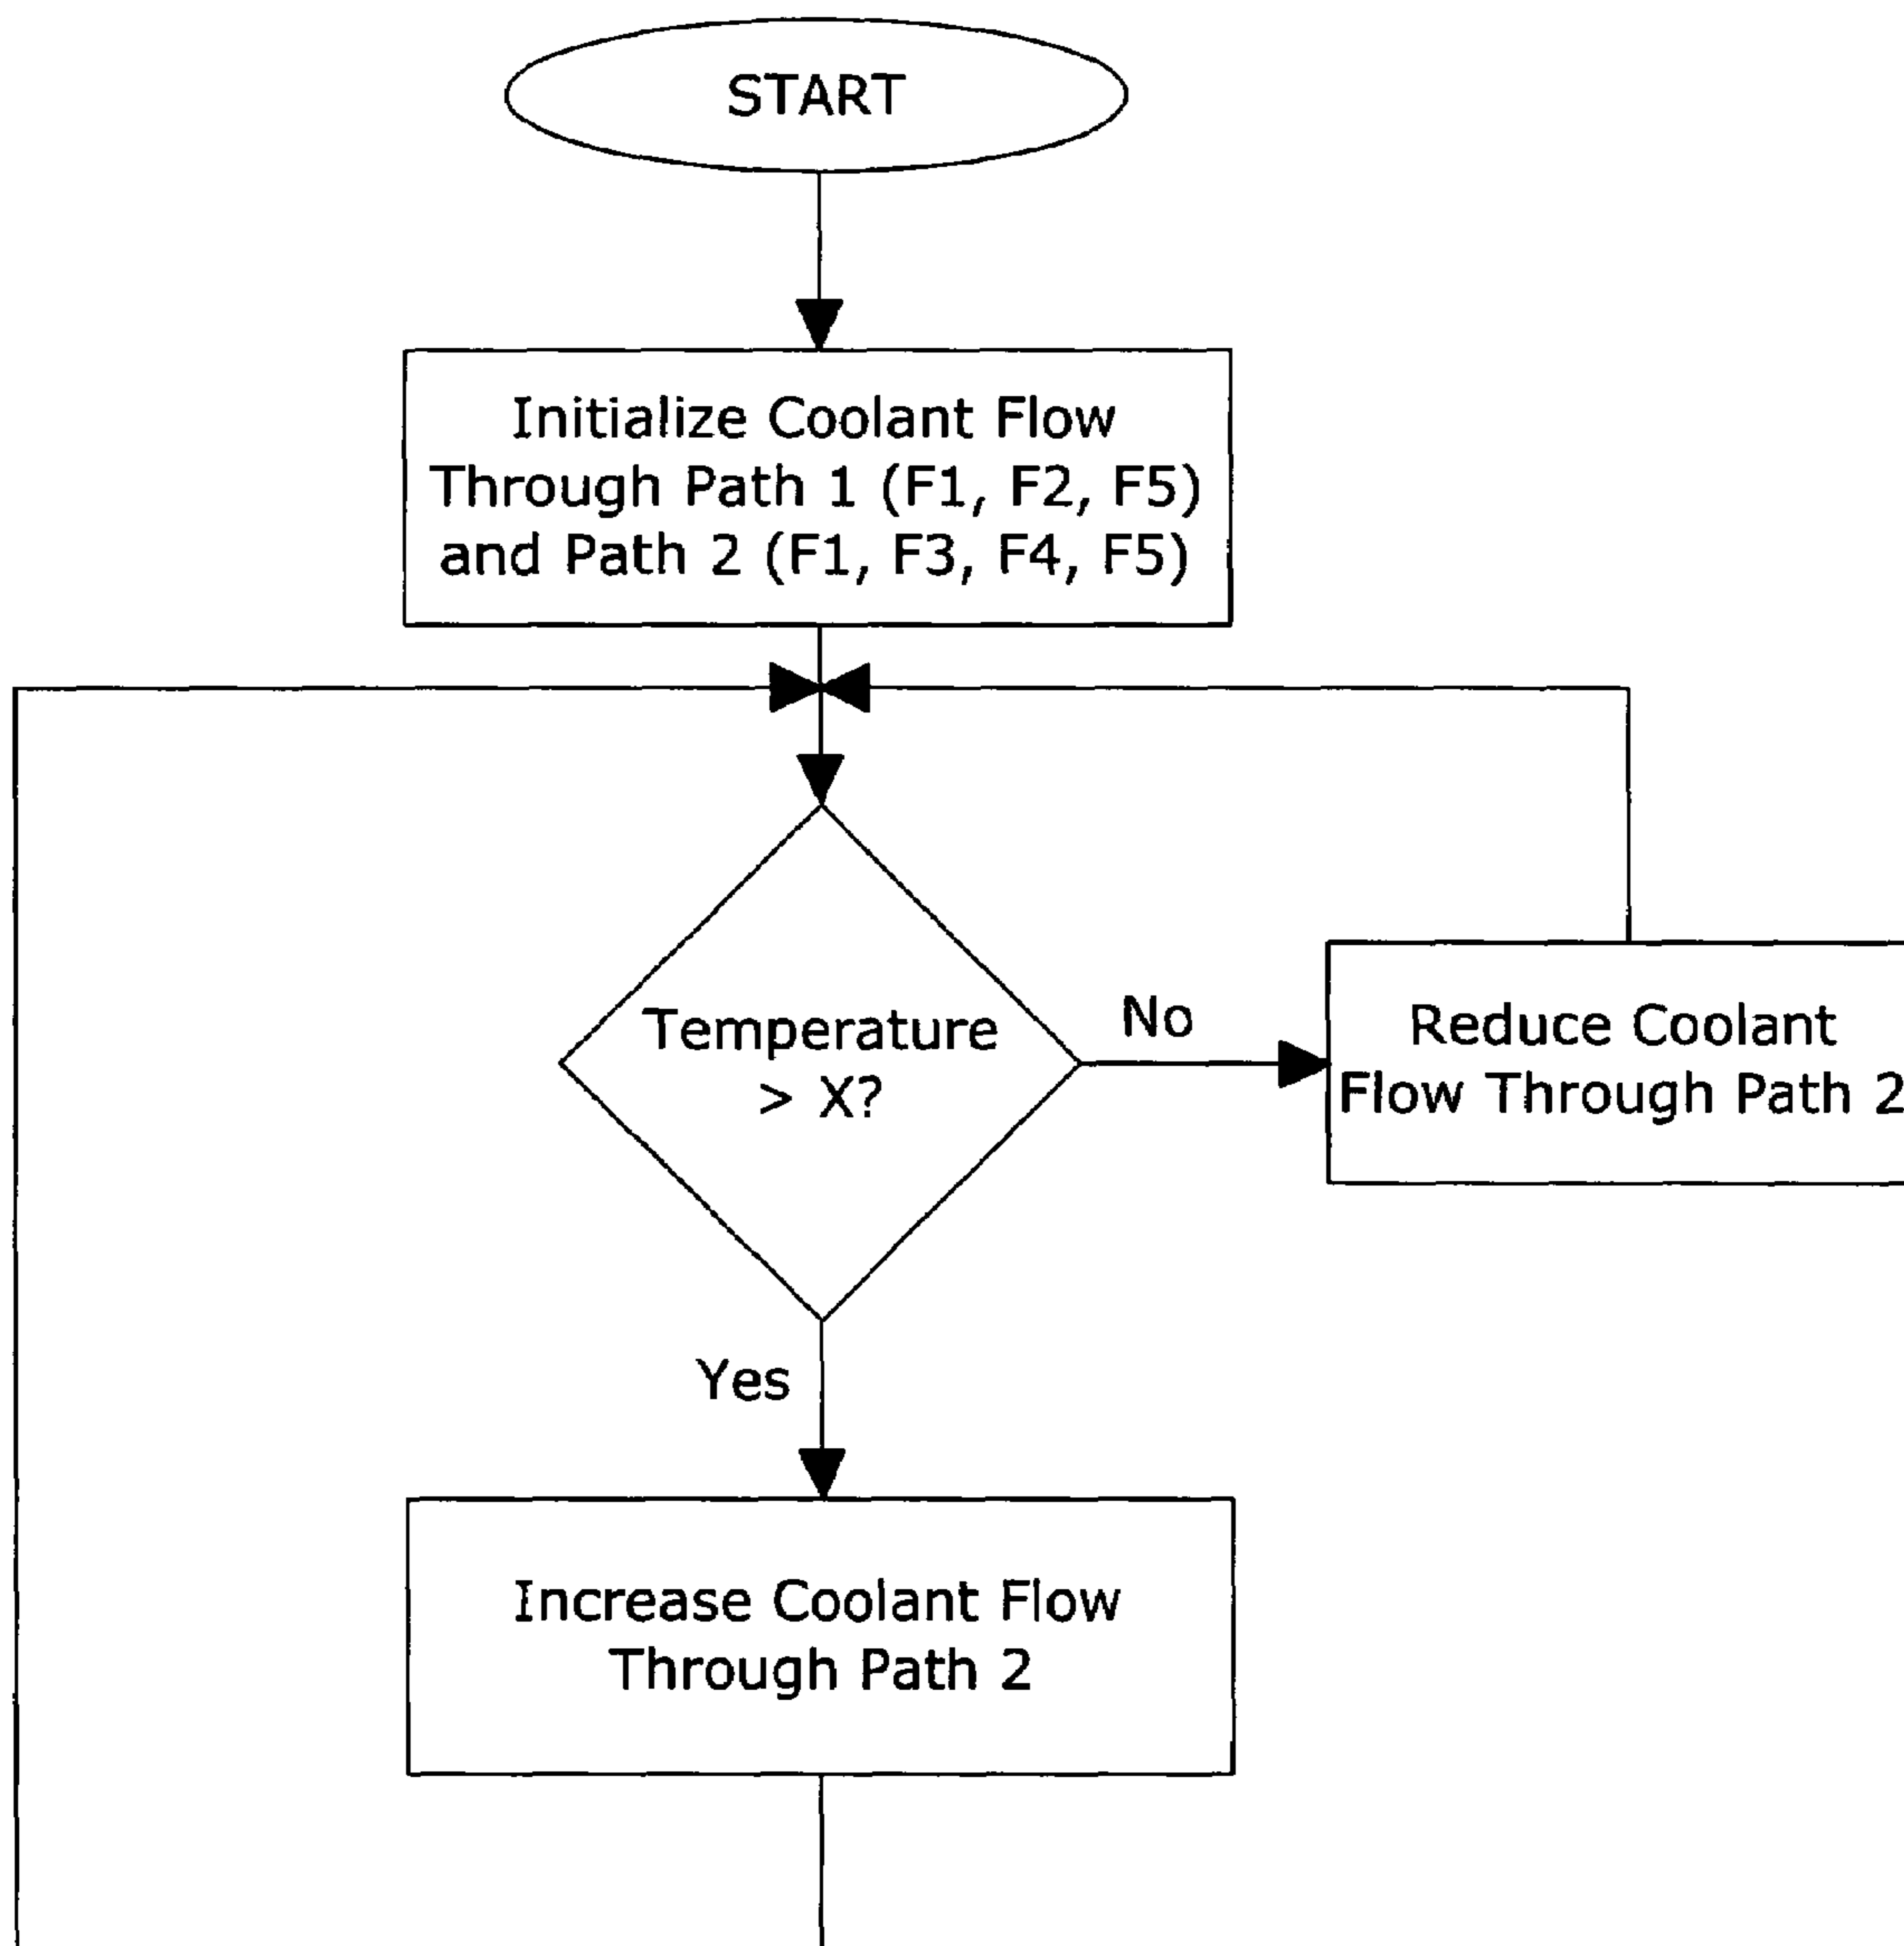 START
Initialize Coolant Flow
Through Path 1 (F1, F2, F5)
and Path 2 (F1, F3, F4, F5)
Temperature
> X?
No
Reduce Coolant
Flow Through Path 2
Yes
Increase Coolant Flow
Through Path 2